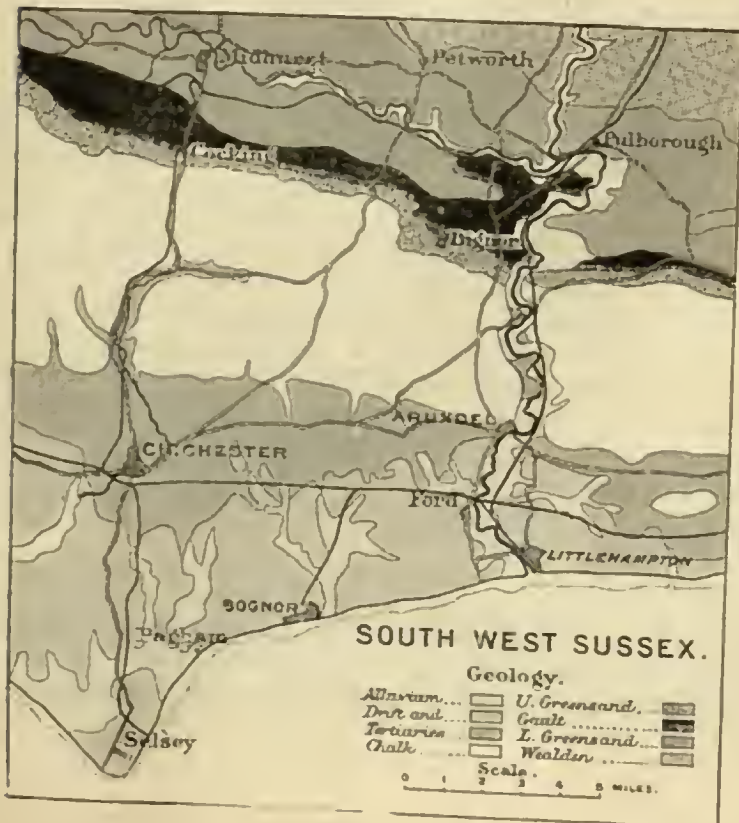 Midhurst
Petworth
Pulborough
Cocking
Bignor
ARUNDEL
CHICHESTER
Ford
LITTLEHAMPTON
BOGNOR
Pagham
Selsey
SOUTH WEST SUSSEX.
Geology.
Alluvium... U. Greensand.
Drift and.... Gault..........
Tertiaries L. Greensand.
Chalk... Wealden......
Scale.
0 1 2 3 4 5 MILES.